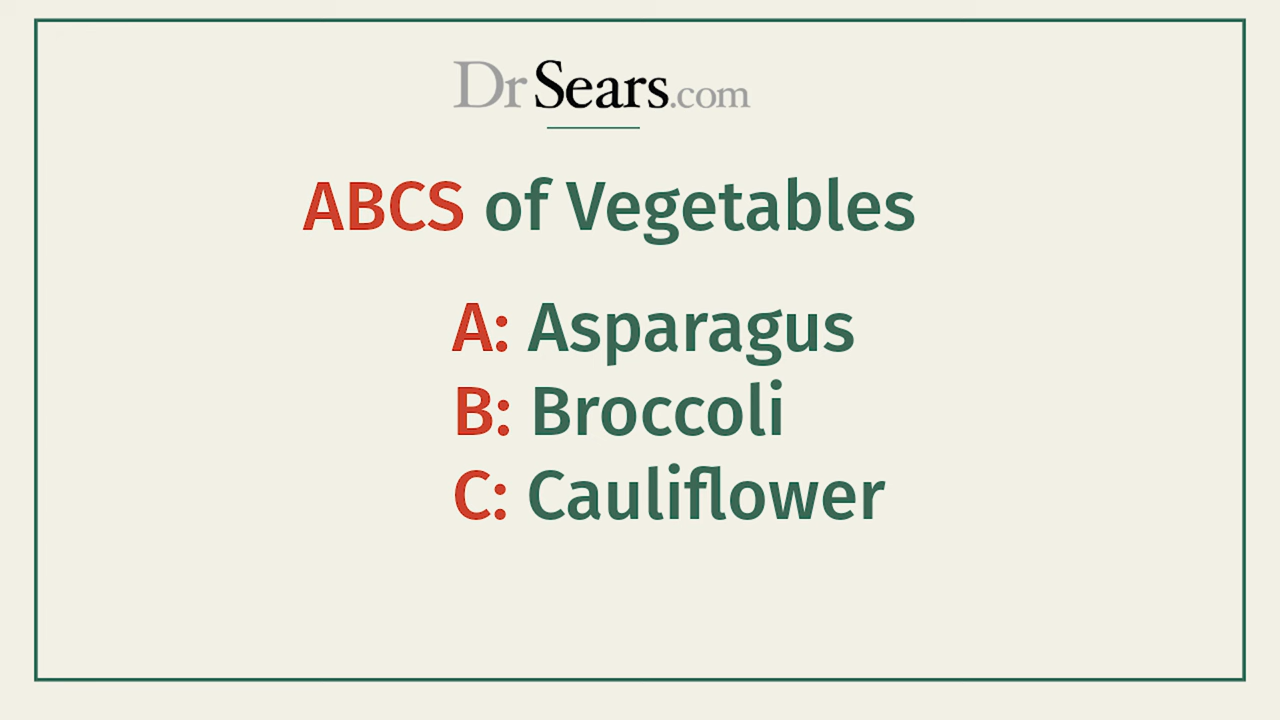 DrSears.com
ABCS of Vegetables
A: Asparagus
B: Broccoli
C: Cauliflower